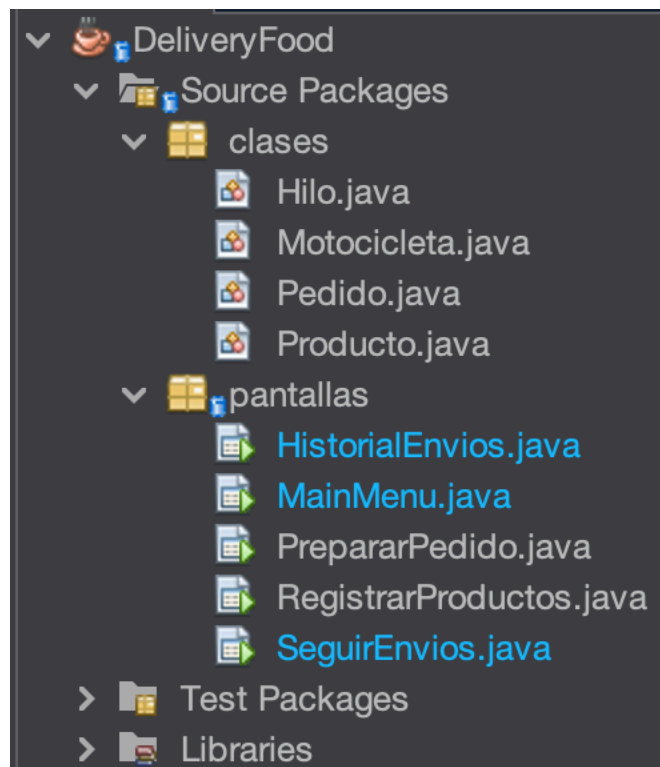 DeliveryFood
Source Packages
clases
Hilo.java
Motocicleta.java
Pedido.java
Producto.java
pantallas
HistorialEnvios.java
MainMenu.java
PrepararPedido.java
RegistrarProductos.java
SeguirEnvios.java
Test Packages
Libraries